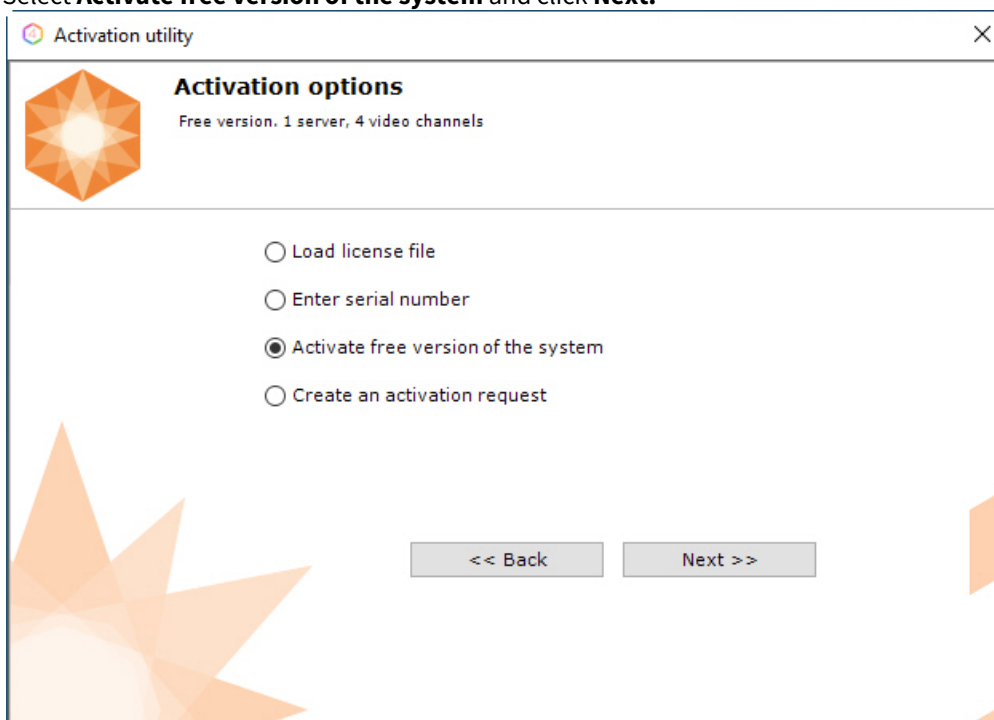 Select Activate free version of the system and click Next.
Activation utility
Activation options
Free version. 1 server, 4 video channels
Load license file
Enter serial number
Activate free version of the system
Create an activation request
<< Back
Next >>